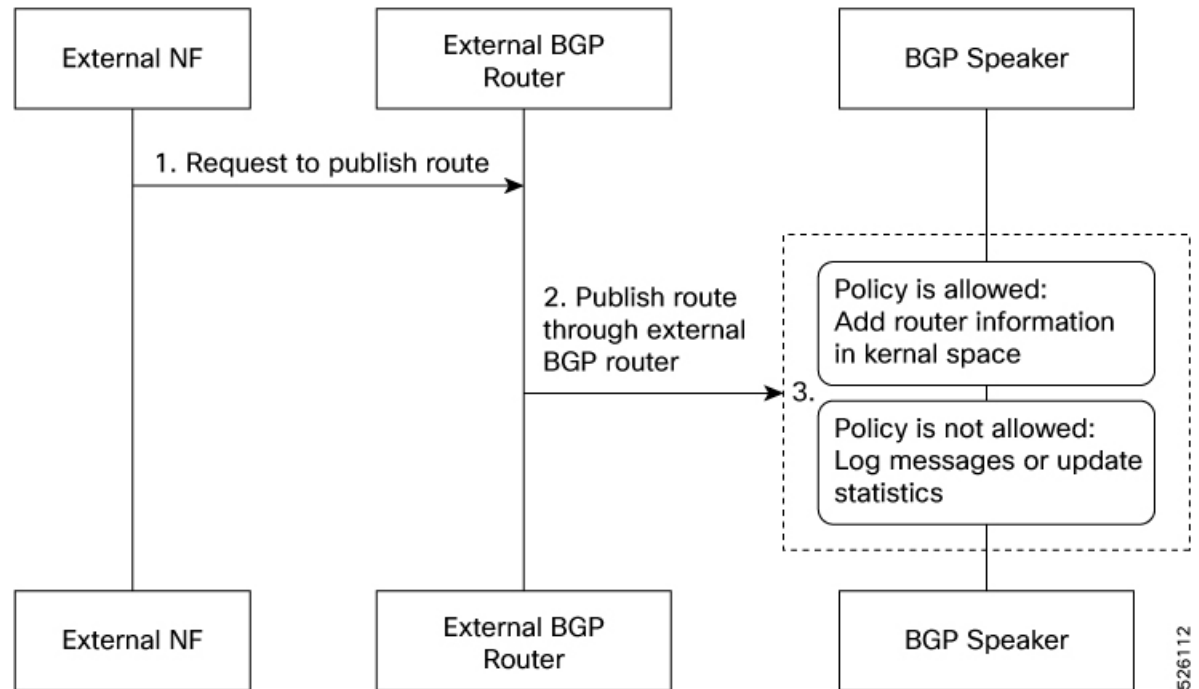 External NF
External BGP
Router
BGP Speaker
1. Request to publish route
2. Publish route
through external
BGP router
3.
Policy is allowed:
Add router information
in kernal space
Policy is not allowed:
Log messages or update
statistics
External NF
External BGP
Router
BGP Speaker
526112